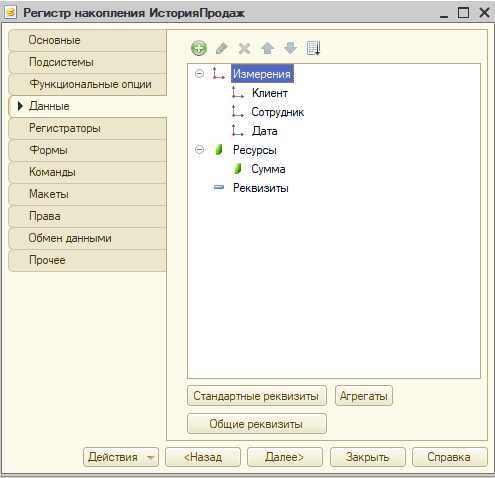 Регистр накопления ИсторияПродаж
Основные
Подсистемы
Функциональные опции
Данные
Регистраторы
Формы
Команды
Макеты
Права
Обмен данными
Прочее
Измерения
Клиент
Сотрудник
Дата
Ресурсы
Сумма
Реквизиты
Стандартные реквизиты
Агрегаты
Общие реквизиты
Действия
<Назад
Далее>
Закрыть
Справка